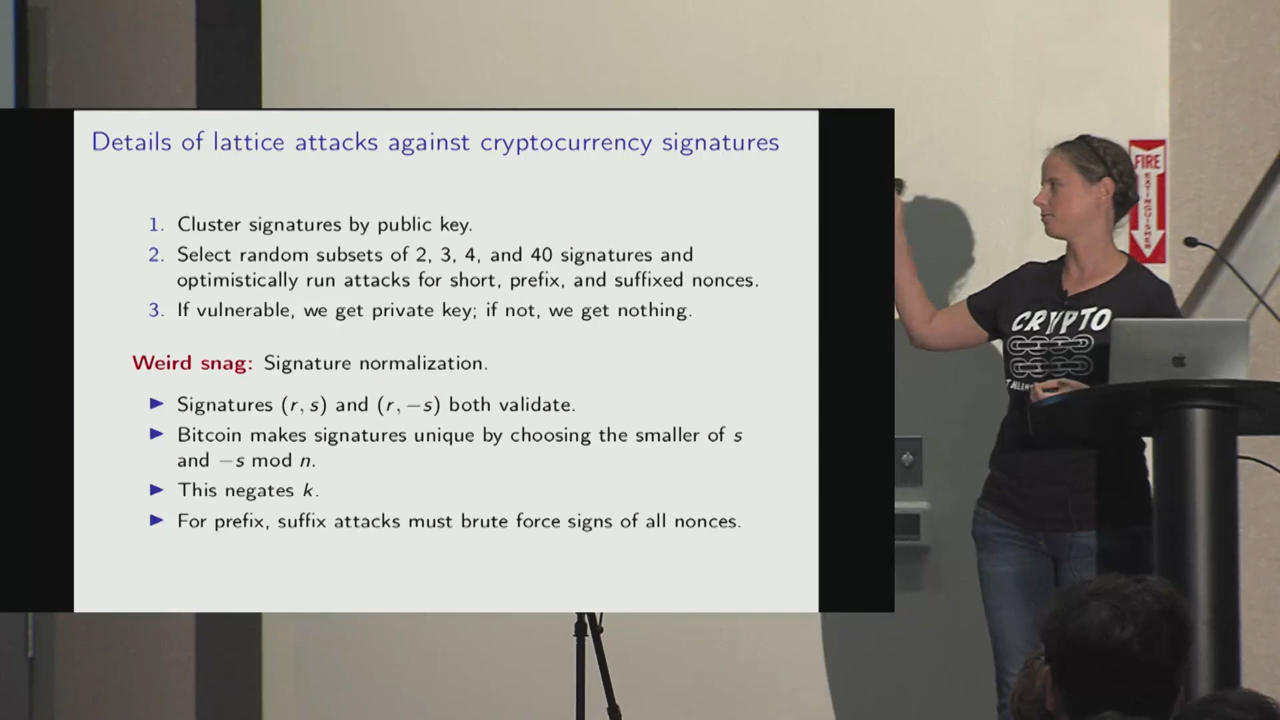 Details of lattice attacks against cryptocurrency signatures
1. Cluster signatures by public key.
2. Select random subsets of 2, 3, 4, and 40 signatures and
optimistically run attacks for short, prefix, and suffixed nonces.
3. If vulnerable, we get private key; if not, we get nothing.
Weird snag: Signature normalization.
▶ Signatures (r, s) and (r, −s) both validate.
▶ Bitcoin makes signatures unique by choosing the smaller of s
and −s mod n.
▶ This negates k.
▶ For prefix, suffix attacks must brute force signs of all nonces.
FIRE
EXTINGUISHER
CRYPTO